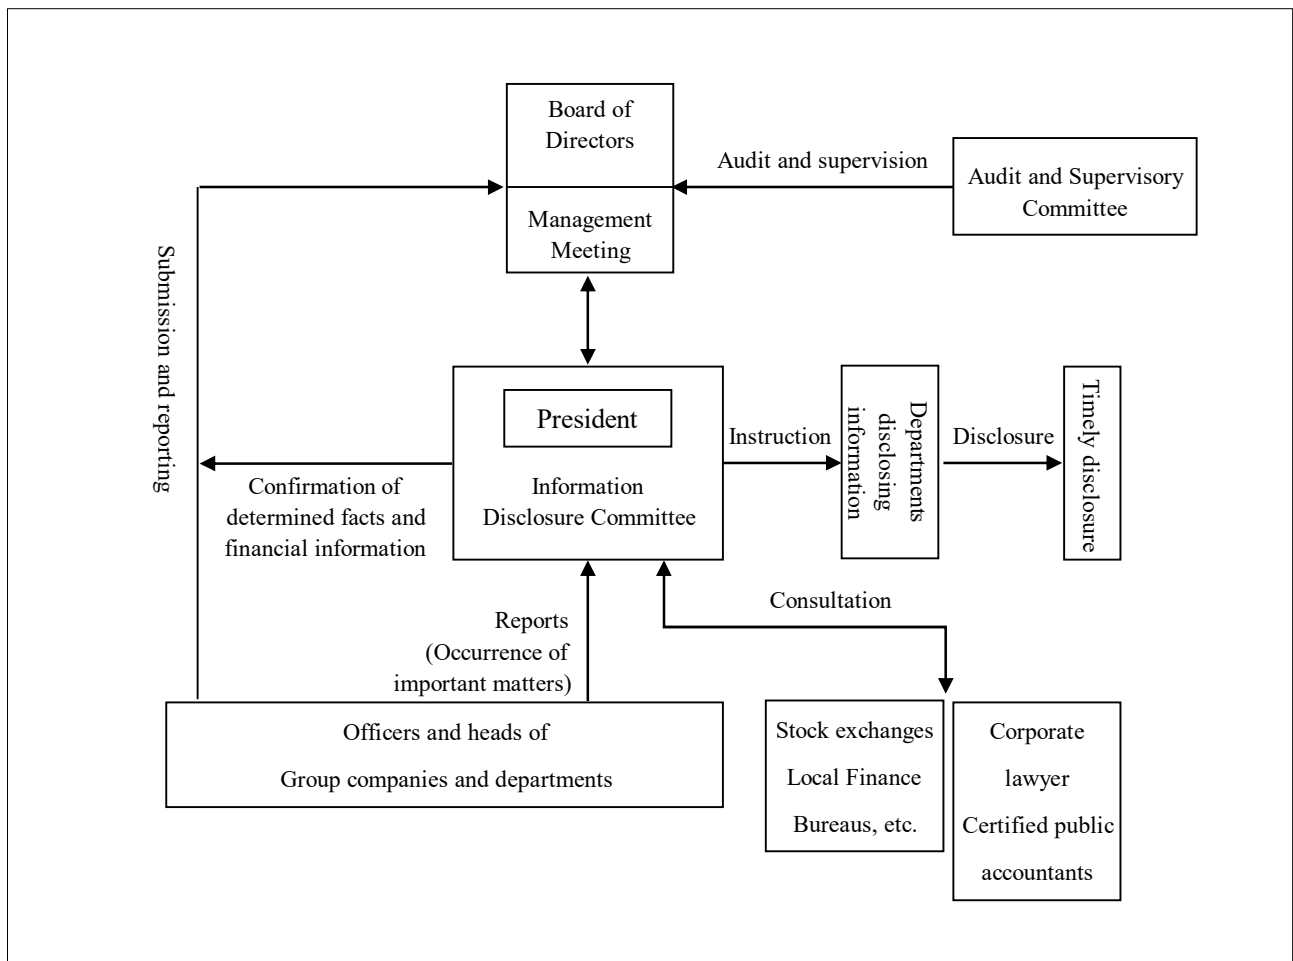 Board of
Directors
Audit and supervision
Audit and Supervisory
Committee
Management
Meeting
Submission and reporting
President
Information
Disclosure Committee
Instruction
Departments
disclosing
information
Disclosure
Timely disclosure
Confirmation of
determined facts and
financial information
Consultation
Reports
(Occurrence of
important matters)
Officers and heads of
Group companies and departments
Stock exchanges
Local Finance
Bureaus, etc.
Corporate
lawyer
Certified public
accountants